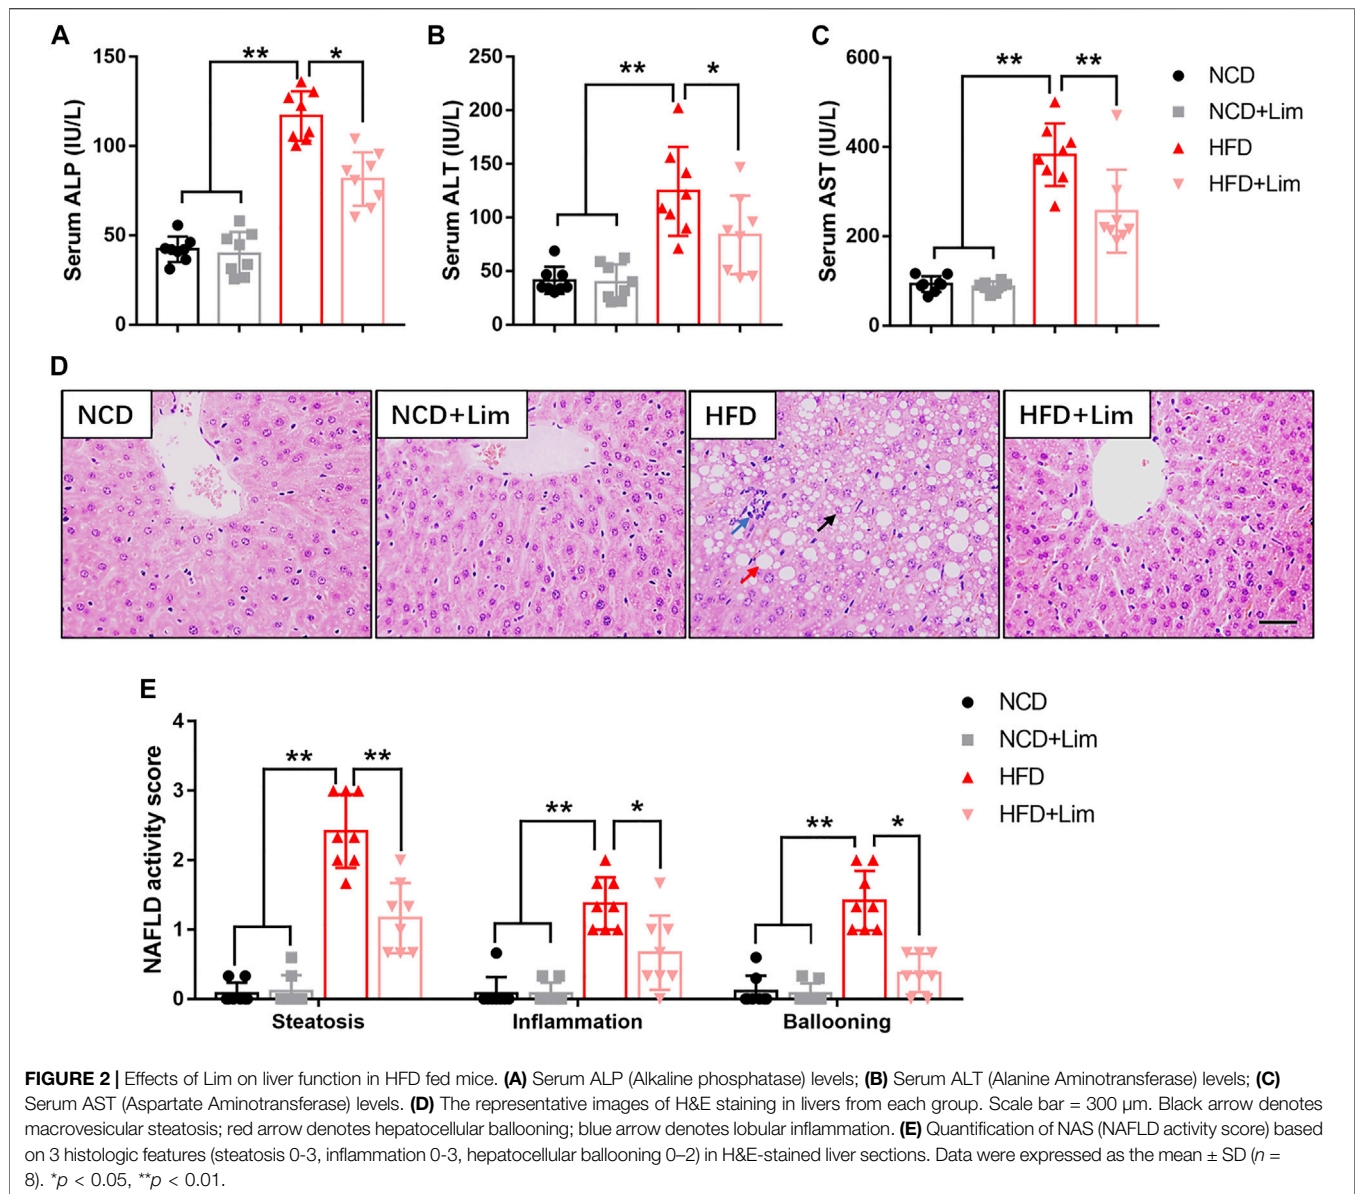 A
B
C
150
100
50
0
Serum ALP (IU/L)
** *
250
200
150
100
50
0
Serum ALT (IU/L)
** *
600
400
200
0
Serum AST (IU/L)
** **
NCD
NCD+Lim
HFD
HFD+Lim
D
NCD
NCD+Lim
HFD
HFD+Lim
E
4
3
2
1
0
NAFLD activity score
** **
** *
** *
Steatosis
Inflammation
Ballooning
NCD
NCD+Lim
HFD
HFD+Lim
FIGURE 2 | Effects of Lim on liver function in HFD fed mice. (A) Serum ALP (Alkaline phosphatase) levels; (B) Serum ALT (Alanine Aminotransferase) levels; (C)
Serum AST (Aspartate Aminotransferase) levels. (D) The representative images of H&E staining in livers from each group. Scale bar = 300 µm. Black arrow denotes
macrovesicular steatosis; red arrow denotes hepatocellular ballooning; blue arrow denotes lobular inflammation. (E) Quantification of NAS (NAFLD activity score) based
on 3 histologic features (steatosis 0-3, inflammation 0-3, hepatocellular ballooning 0–2) in H&E-stained liver sections. Data were expressed as the mean ± SD (n =
8). *p < 0.05, **p < 0.01.